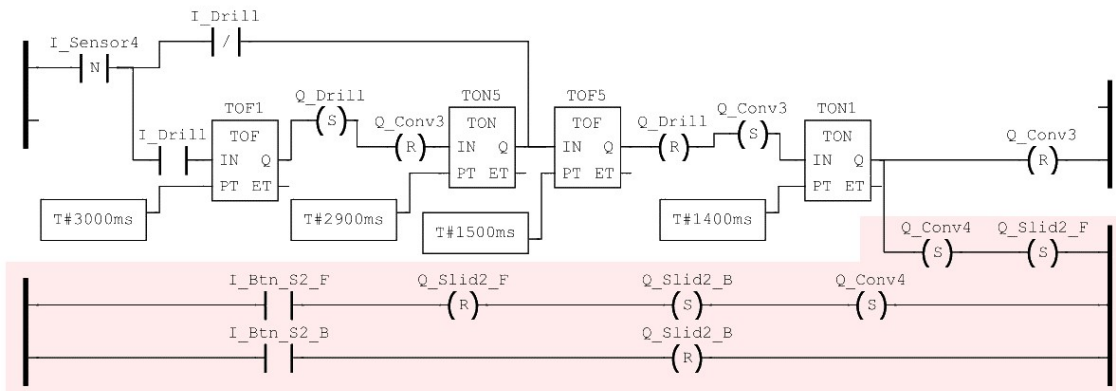 I_Drill
I_Sensor4
N
/
TOF1
Q_Drill
TON5
TOF5
Q_Conv3
TON1
I_Drill
TOF
S
Q_Conv3
TON
TOF
Q_Drill
S
TON
Q_Conv3
IN Q
R
IN Q
IN Q
R
IN Q
R
PT ET
PT ET
PT ET
PT ET
T#3000ms
T#2900ms
T#1500ms
T#1400ms
Q_Conv4
Q_Slid2_F
S
S
I_Btn_S2_F
Q_Slid2_F
Q_Slid2_B
Q_Conv4
R
S
S
I_Btn_S2_B
Q_Slid2_B
R